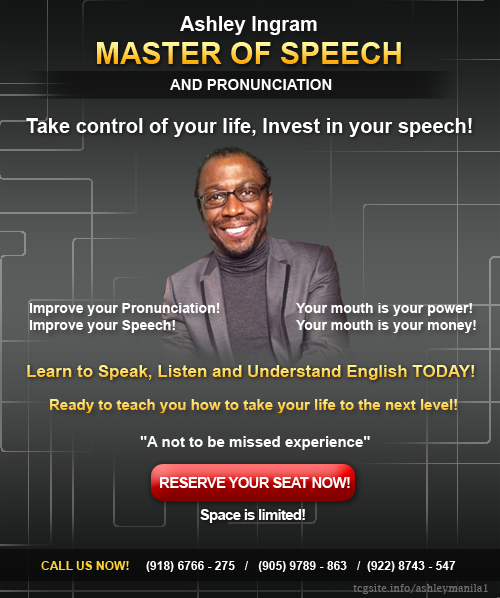 Ashley Ingram
MASTER OF SPEECH
AND PRONUNCIATION
Take control of your life, Invest in your speech!
Improve your Pronunciation!
Improve your Speech!
Your mouth is your power!
Your mouth is your money!
Learn to Speak, Listen and Understand English TODAY!
Ready to teach you how to take your life to the next level!
"A not to be missed experience"
RESERVE YOUR SEAT NOW!
Space is limited!
CALL US NOW! (918) 6766 - 275 / (905) 9789 - 863 / (922) 8743 - 547
tcgsite.info/ashleymanila1